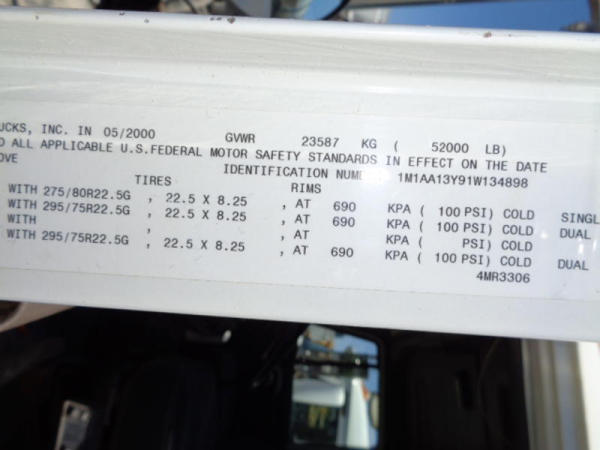 UCKS, INC. IN 05/2000 GVWR 23587 KG ( 52000 LB)
ALL APPLICABLE U.S.FEDERAL MOTOR SAFETY STANDARDS IN EFFECT ON THE DATE
OVE IDENTIFICATION NUM 1M1AA13Y91W134898
TIRES RIMS
WITH 275/80R22.5G , 22.5 X 8.25 , AT 690 KPA ( 100 PSI) COLD SINGL
WITH 295/75R22.5G , 22.5 X 8.25 , AT 690 KPA ( 100 PSI) COLD DUAL
WITH , , AT KPA ( PSI) COLD
WITH 295/75R22.5G , 22.5 X 8.25 , AT 690 KPA ( 100 PSI) COLD DUAL
4MR3306